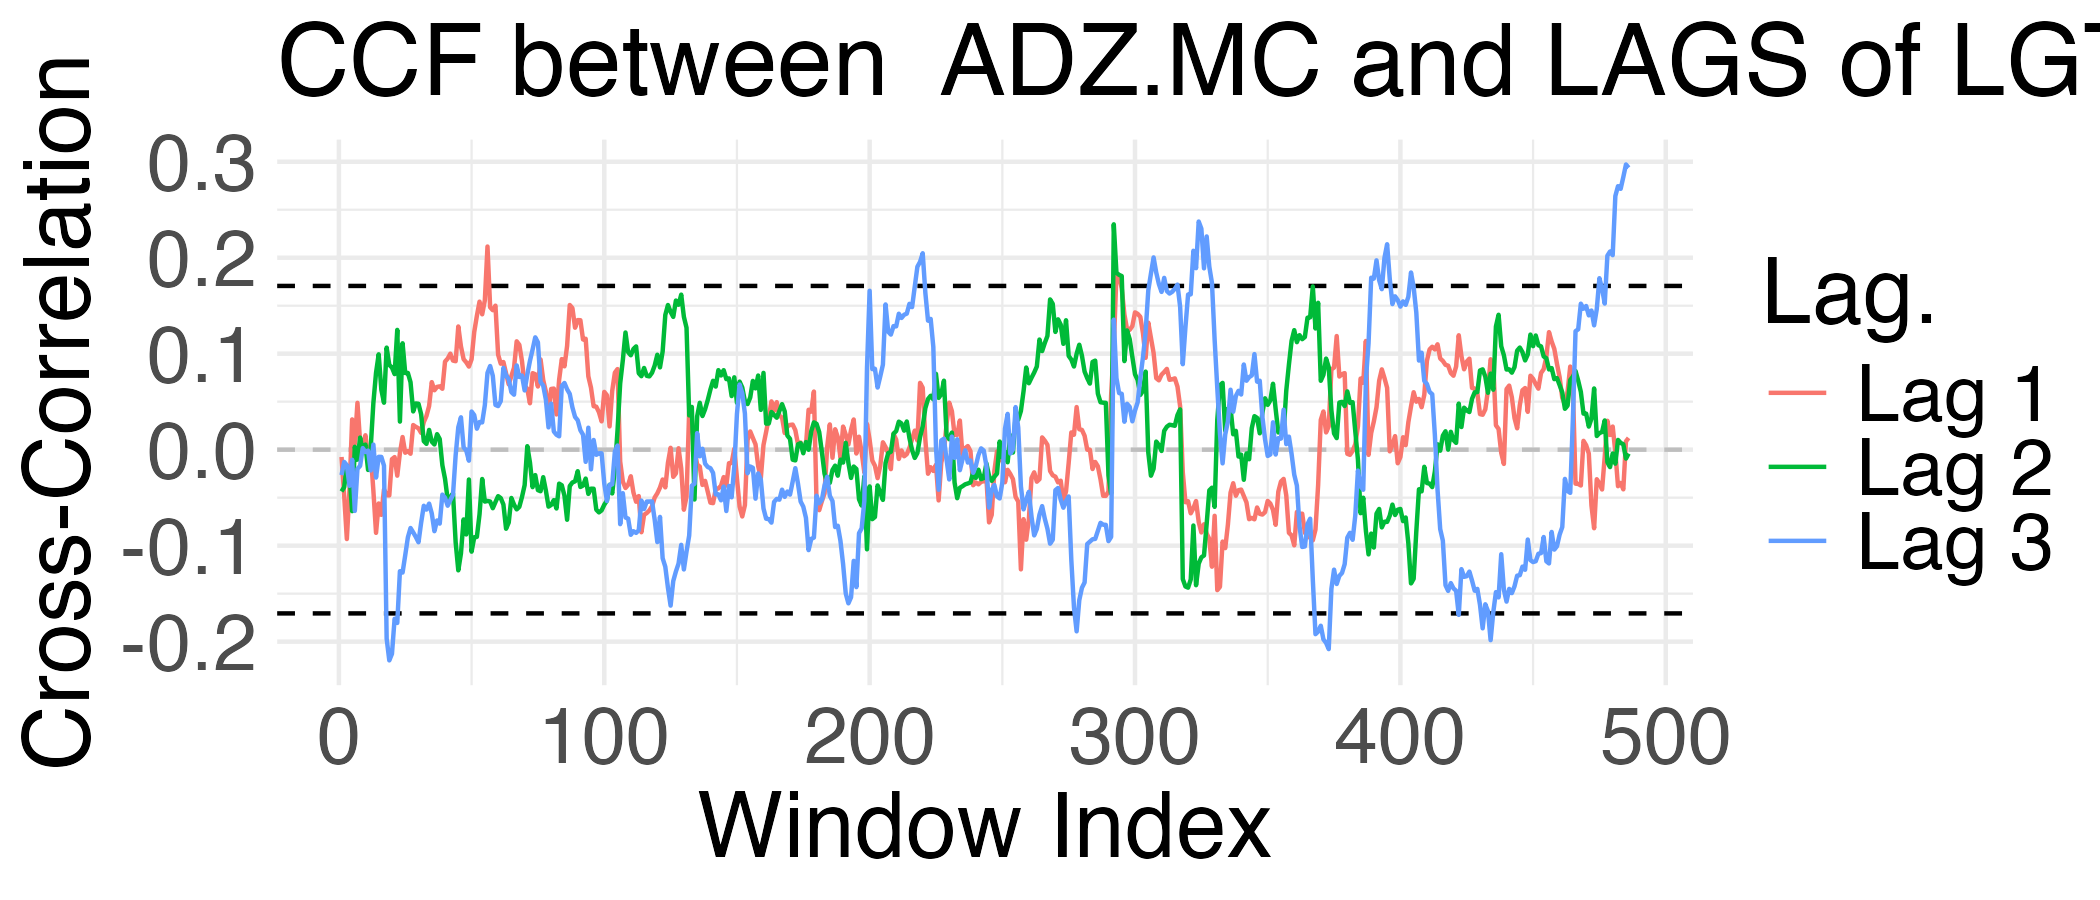 CCF between ADZ.MC and LAGS of LGT
Cross-Correlation
0.3
0.2
0.1
0.0
-0.1
-0.2
0 100 200 300 400 500
Window Index
Lag.
Lag 1
Lag 2
Lag 3